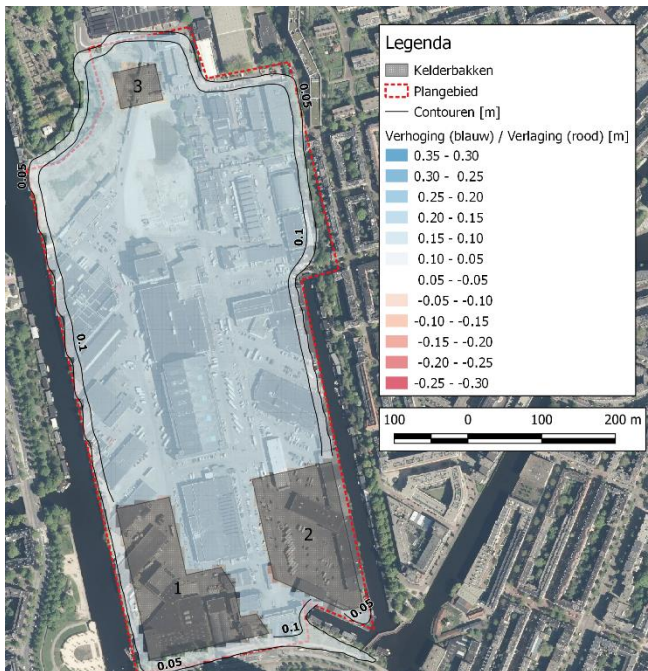 3
0.05
Legenda
Kelderbakken
Plangebied
Contouren [m]
Verhoging (blauw) / Verlaging (rood) [m]
0.35 - 0.30
0.30 - 0.25
0.25 - 0.20
0.20 - 0.15
0.15 - 0.10
0.10 - 0.05
0.05 - -0.05
-0.05 - -0.10
-0.10 - -0.15
-0.15 - -0.20
-0.20 - -0.25
-0.25 - -0.30
100 0 100 200 m
0.05
0.1
0.1
2
1
0.05
0.1
0.05